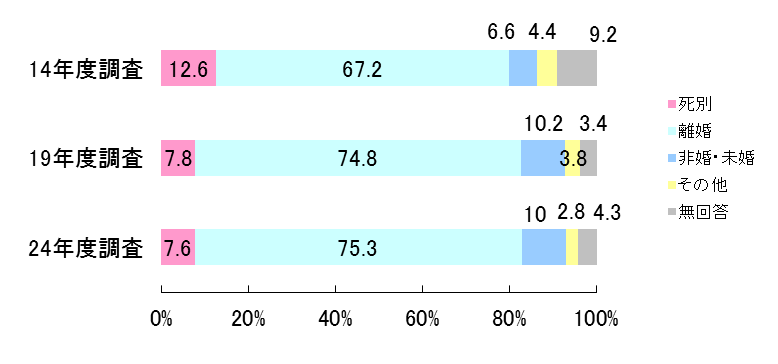 6.6 4.4 9.2
14年度調査 12.6 67.2
10.2 3.4
19年度調査 7.8 74.8 3.8
10 2.8 4.3
24年度調査 7.6 75.3
0% 20% 40% 60% 80% 100%
死別
離婚
非婚・未婚
その他
無回答